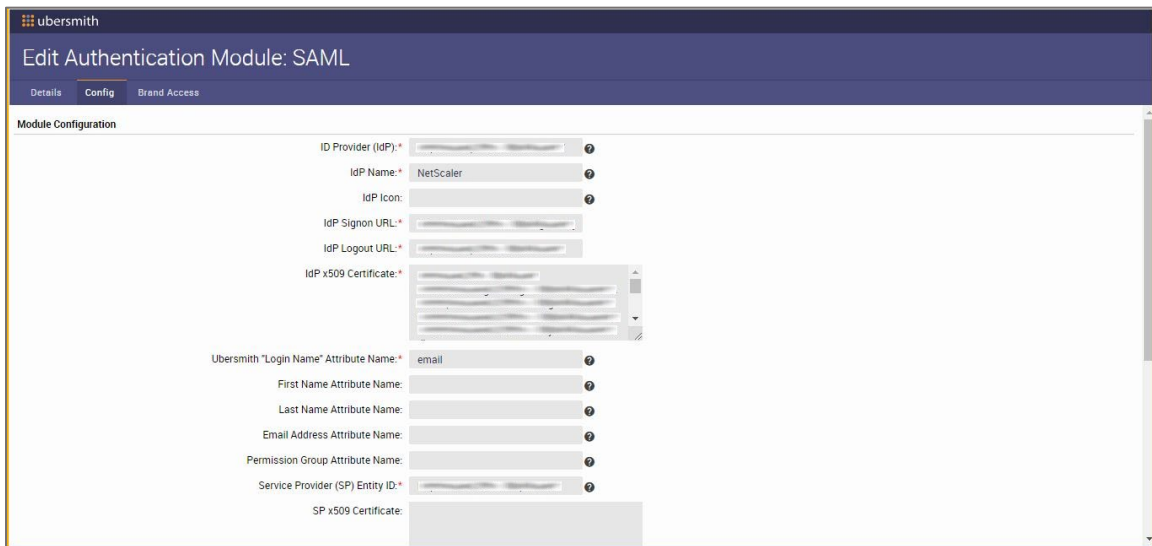 ubersmith
Edit Authentication Module: SAML
Details Config Brand Access
Module Configuration
ID Provider (IdP):*
IdP Name:* NetScaler
IdP Icon:
IdP Signon URL:*
IdP Logout URL:*
IdP x509 Certificate:*
Ubersmith "Login Name" Attribute Name:* email
First Name Attribute Name:
Last Name Attribute Name:
Email Address Attribute Name:
Permission Group Attribute Name:
Service Provider (SP) Entity ID:*
SP x509 Certificate: